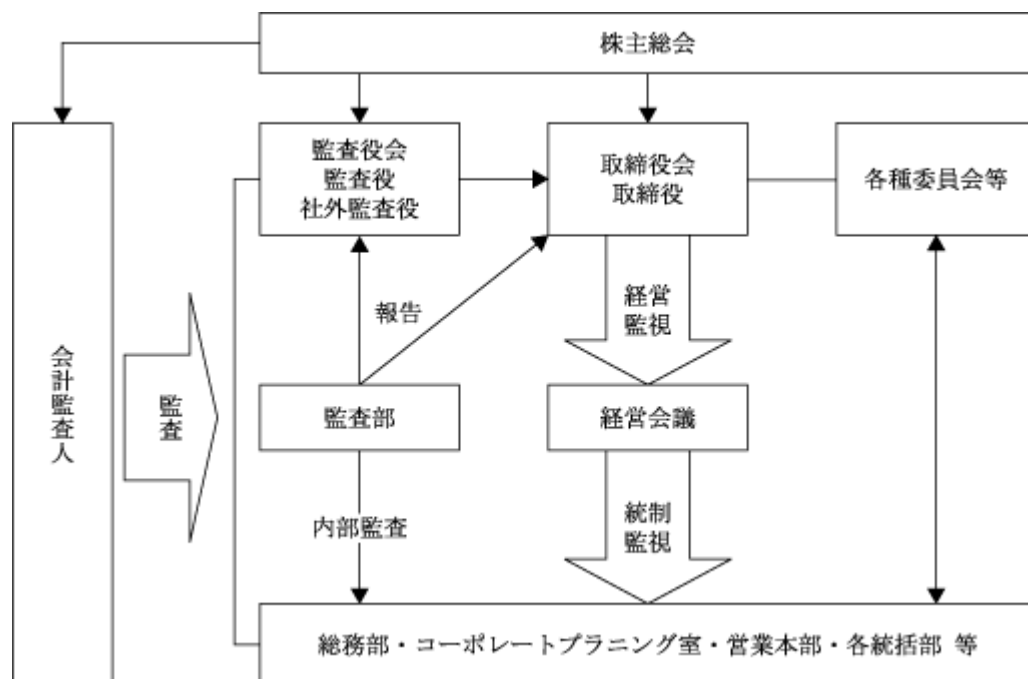 株主総会
監査役会
監査役
社外監査役
取締役会
取締役
各種委員会等
報告
経営
監視
会計監査人
監査
監査部
経営会議
内部監査
統制
監視
総務部・コーポレートプラニング室・営業本部・各統括部 等